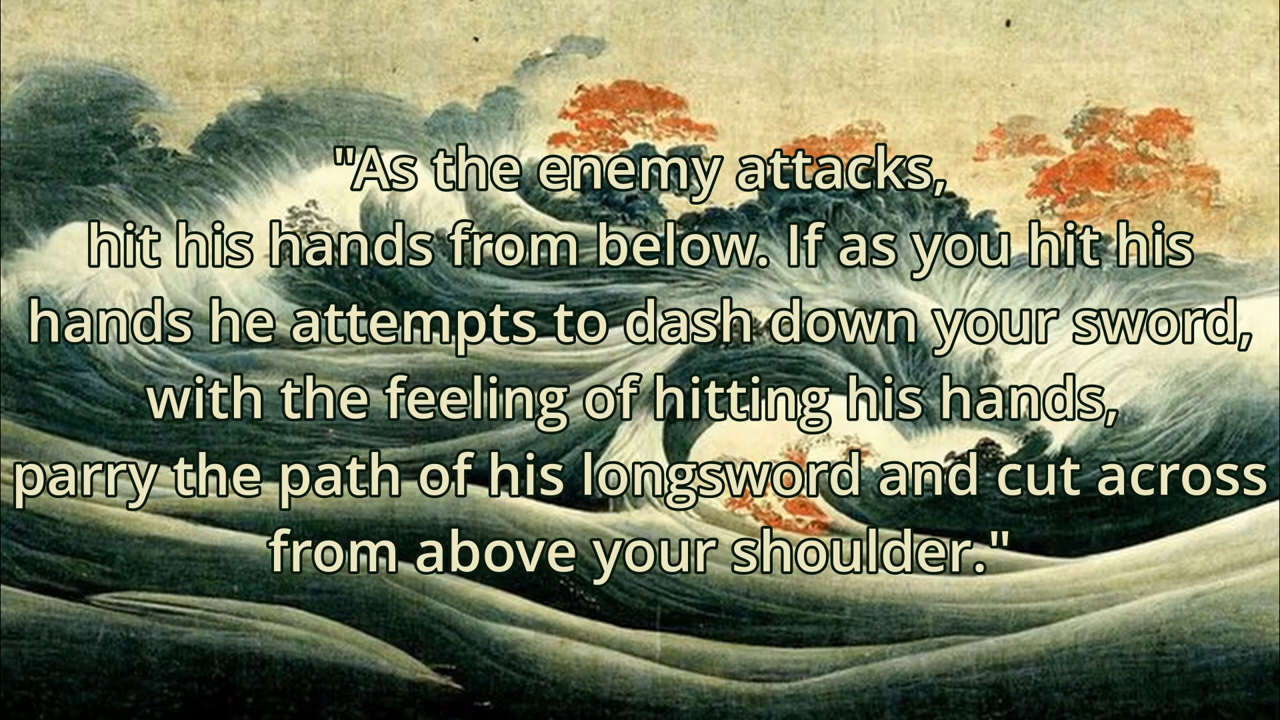 "As the enemy attacks,
hit his hands from below. If as you hit his
hands he attempts to dash down your sword,
with the feeling of hitting his hands,
parry the path of his longsword and cut across
from above your shoulder."